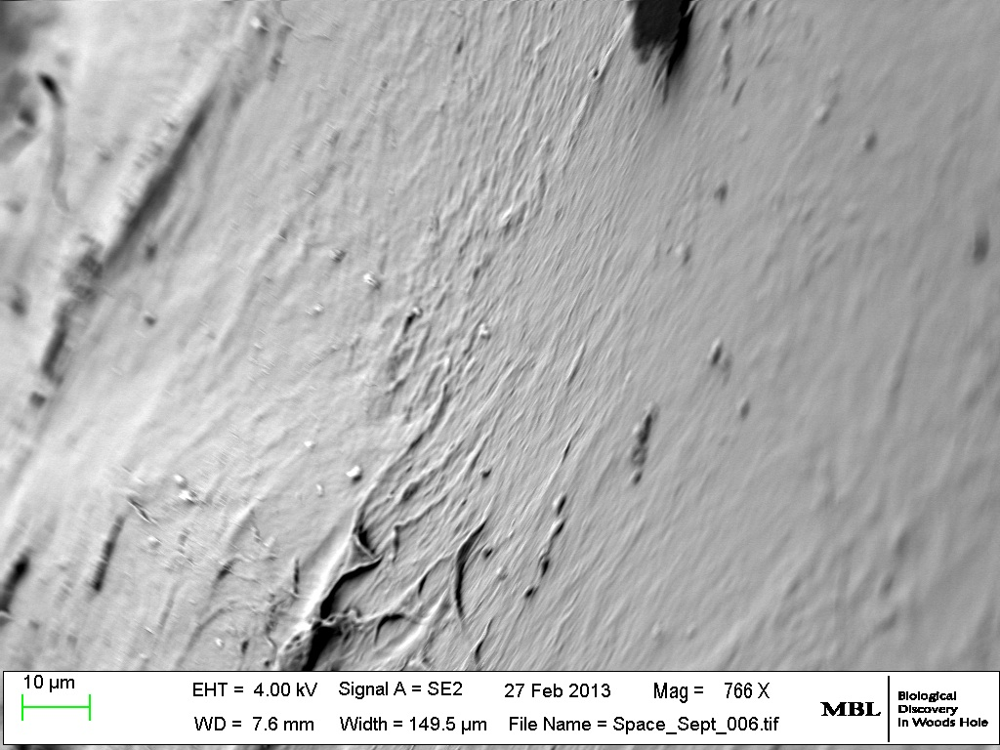 10 µm
EHT = 4.00 kV Signal A = SE2 27 Feb 2013 Mag = 766 X
WD = 7.6 mm Width = 149.5 µm File Name = Space_Sept_006.tif
MBL
Biological
Discovery
in Woods Hole